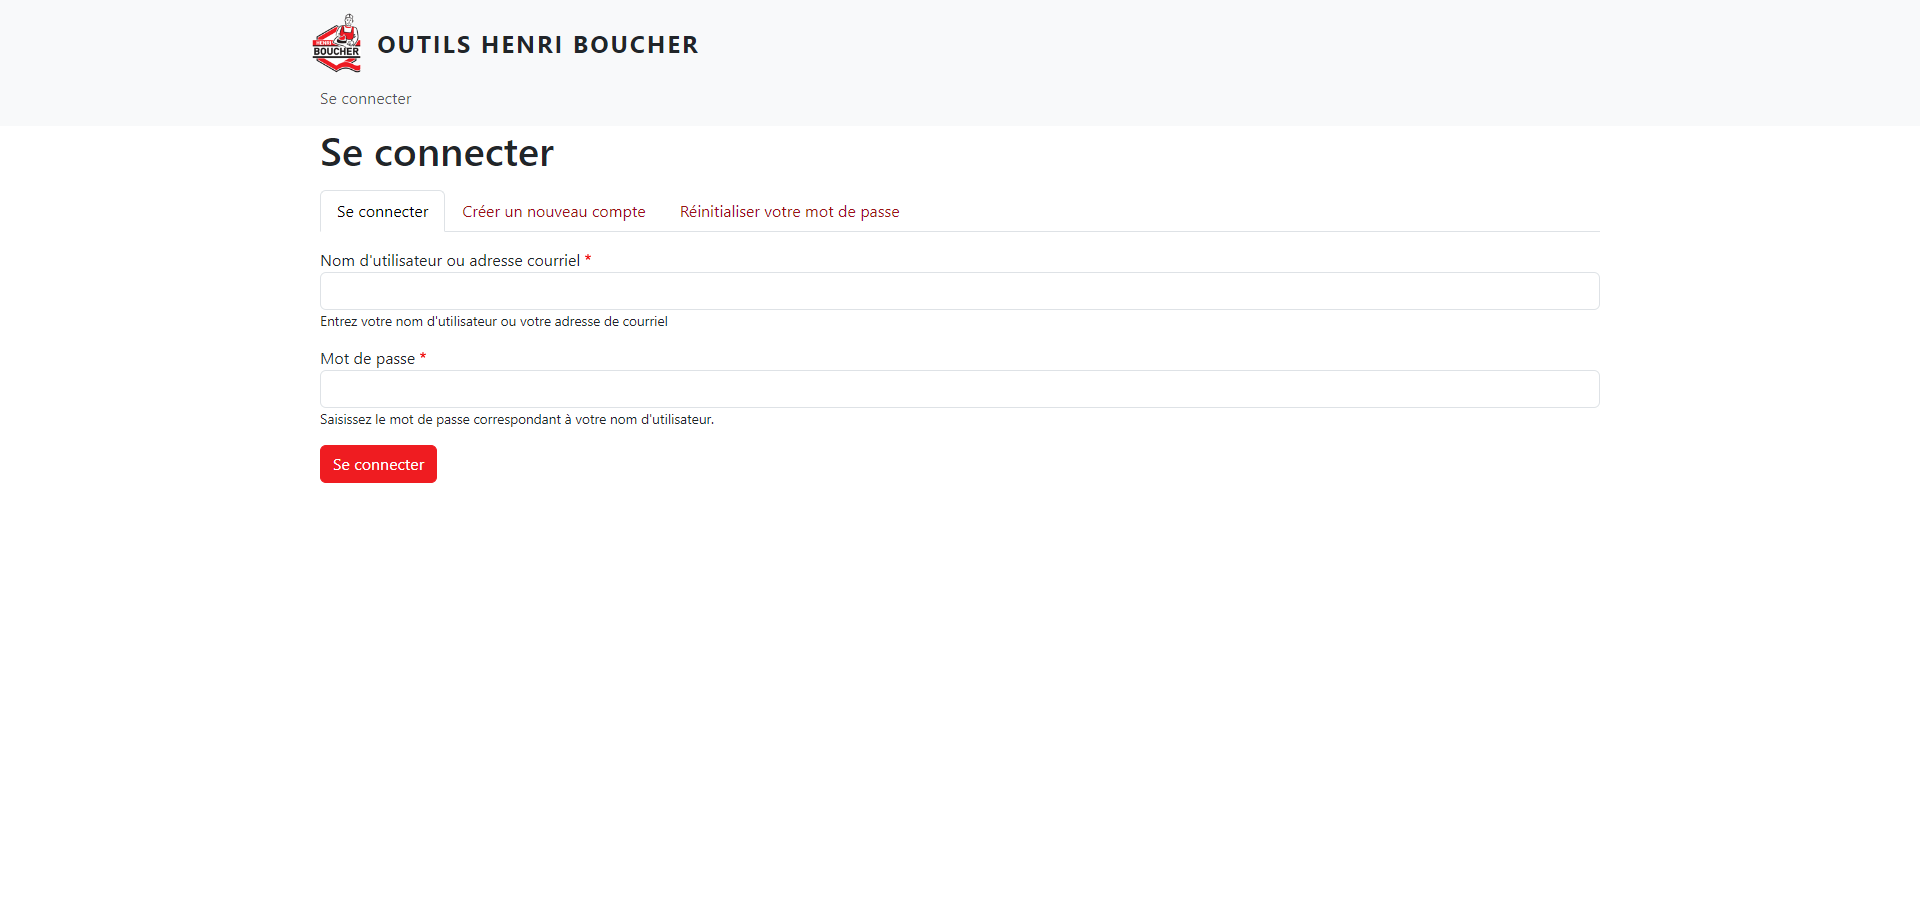 HENRI
BOUCHER
OUTILS HENRI BOUCHER
Se connecter
Se connecter
Se connecter
Créer un nouveau compte
Réinitialiser votre mot de passe
Nom d'utilisateur ou adresse courriel *
Entrez votre nom d'utilisateur ou votre adresse de courriel
Mot de passe *
Saisissez le mot de passe correspondant à votre nom d'utilisateur.
Se connecter